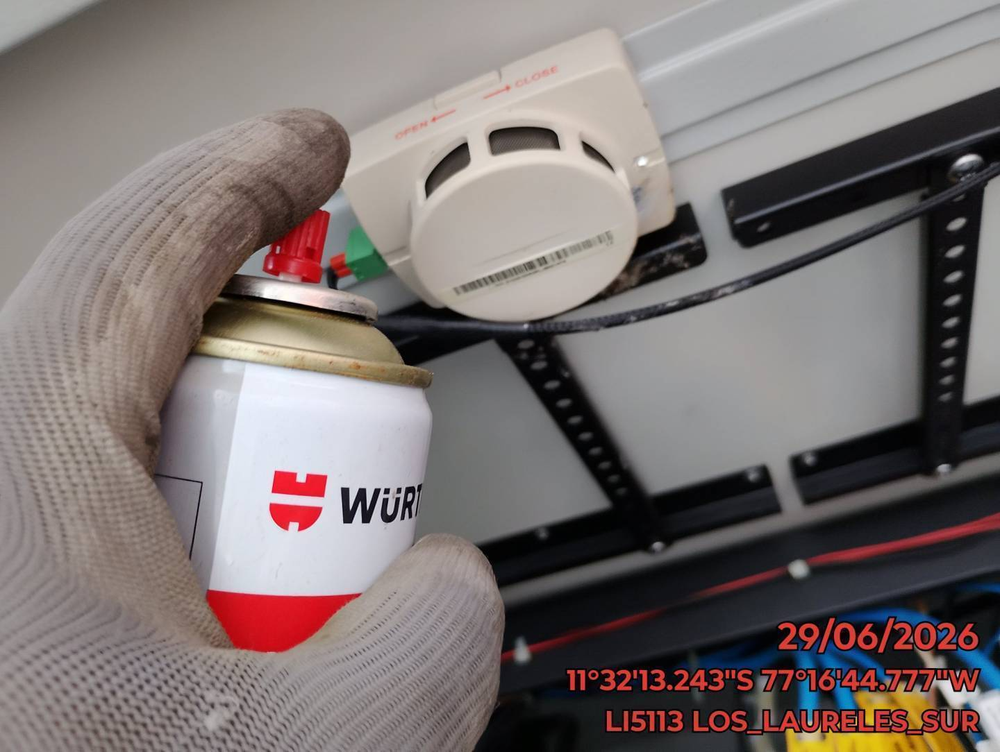 OPEN ← → CLOSE
WÜRT
29/06/2026
11°32'13.243"S 77°16'44.777"W
LI5113 LOS_LAURELES_SUR